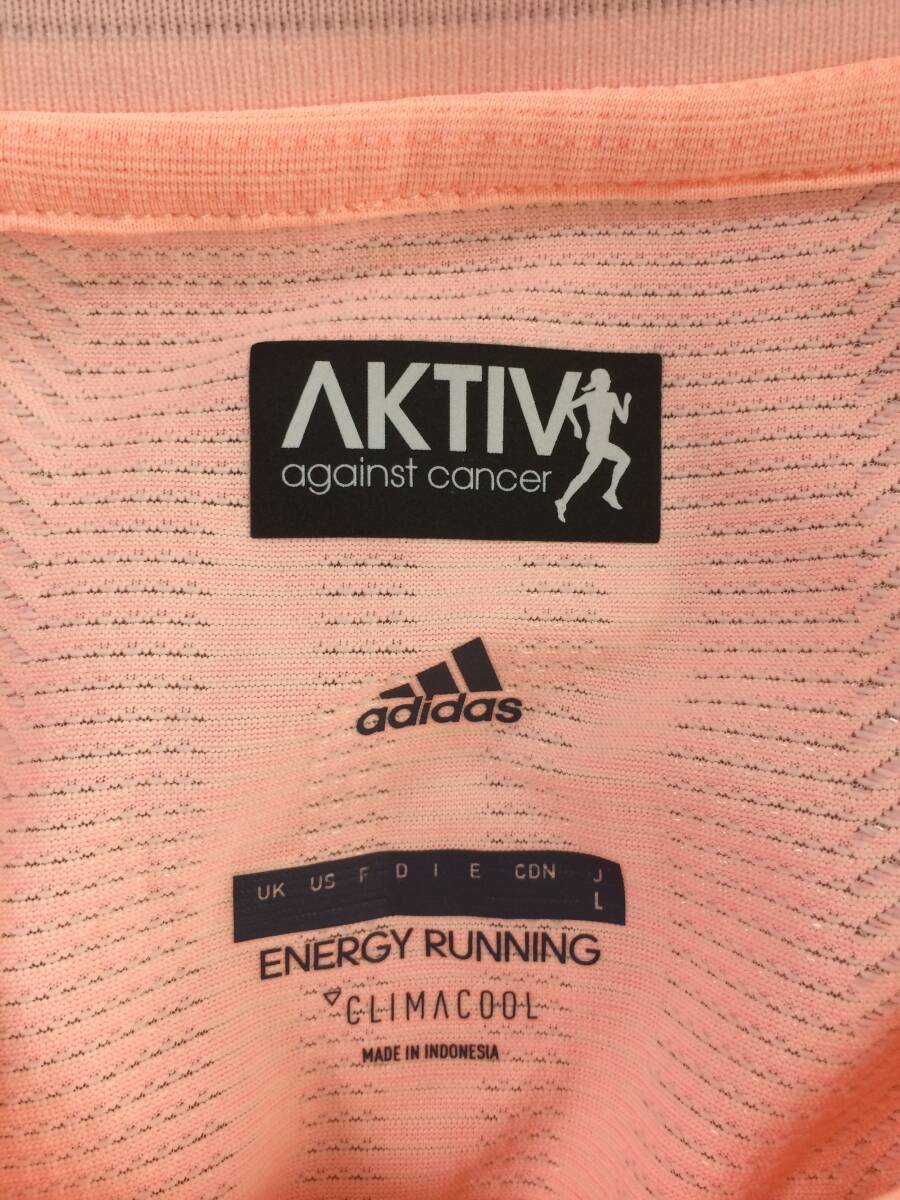 AKTIV
against cancer
adidas
UK US F D I E CDN J
L
ENERGY RUNNING
CLIMACOOL
MADE IN INDONESIA